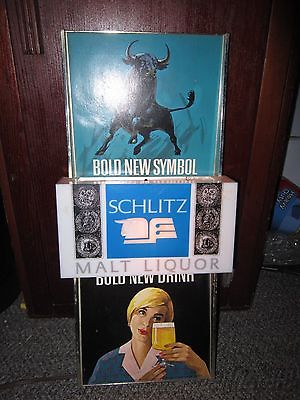 BOLD NEW SYMBOL
SCHLITZ
MALT LIQUOR
BOLD NEW DRINK